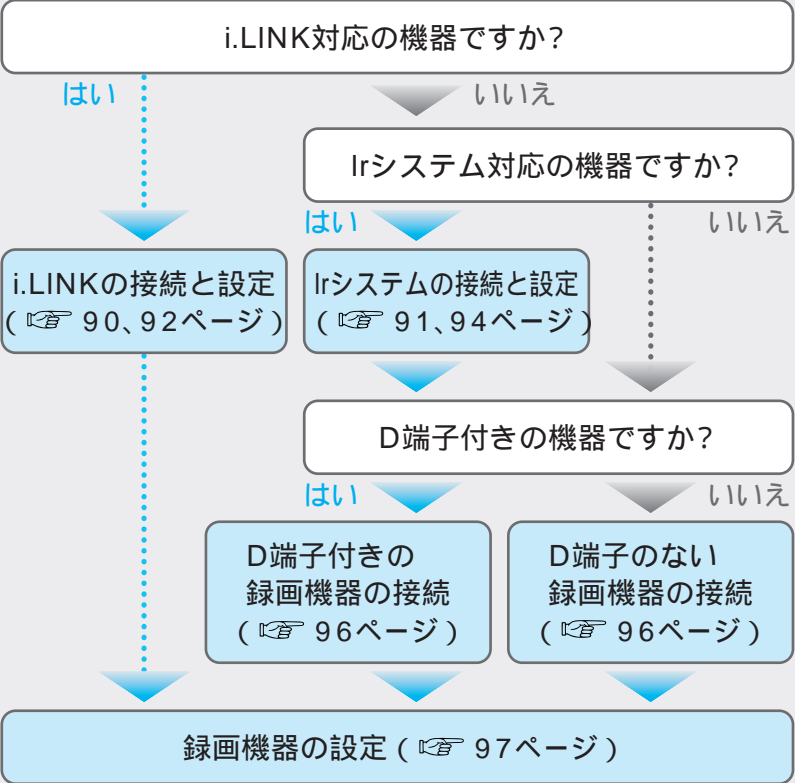 i.LINK対応の機器ですか?
はい
いいえ
Irシステム対応の機器ですか?
はい
いいえ
i.LINKの接続と設定
(☞ 90、92ページ)
Irシステムの接続と設定
(☞ 91、94ページ)
D端子付きの機器ですか?
はい
いいえ
D端子付きの
録画機器の接続
(☞ 96ページ)
D端子のない
録画機器の接続
(☞ 96ページ)
録画機器の設定(☞ 97ページ)